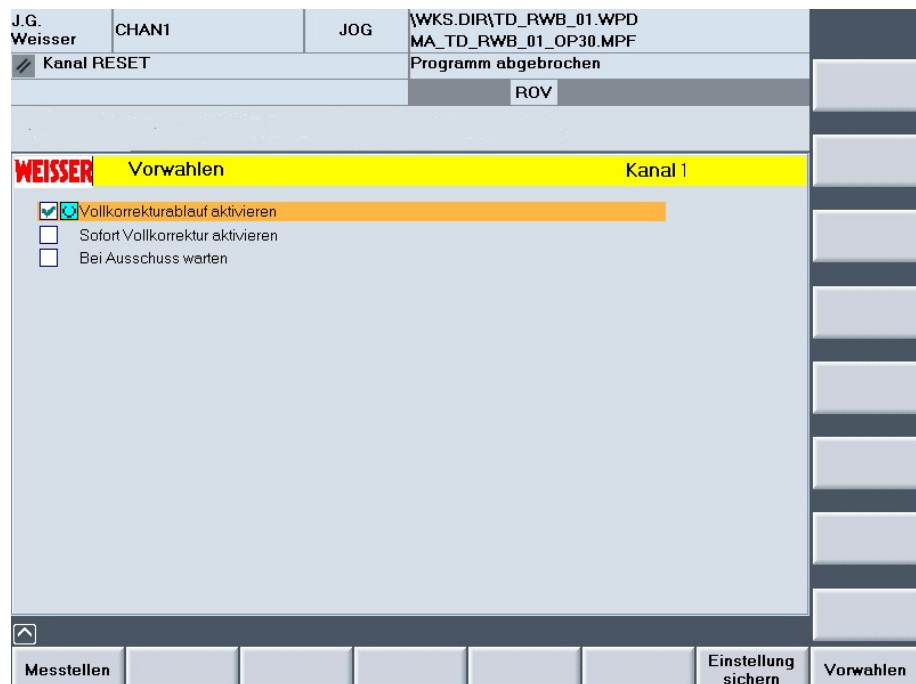 J.G.
Weisser
CHAN1
JOG
\WKS.DIR\TD_RWB_01.WPD
MA_TD_RWB_01_OP30.MPF
Kanal RESET
Programm abgebrochen
ROV
WEISSER
Vorwahlen
Kanal 1
Vollkorrekturablauf aktivieren
Sofort Vollkorrektur aktivieren
Bei Ausschuss warten
Messtellen
Einstellung
sichern
Vorwahlen